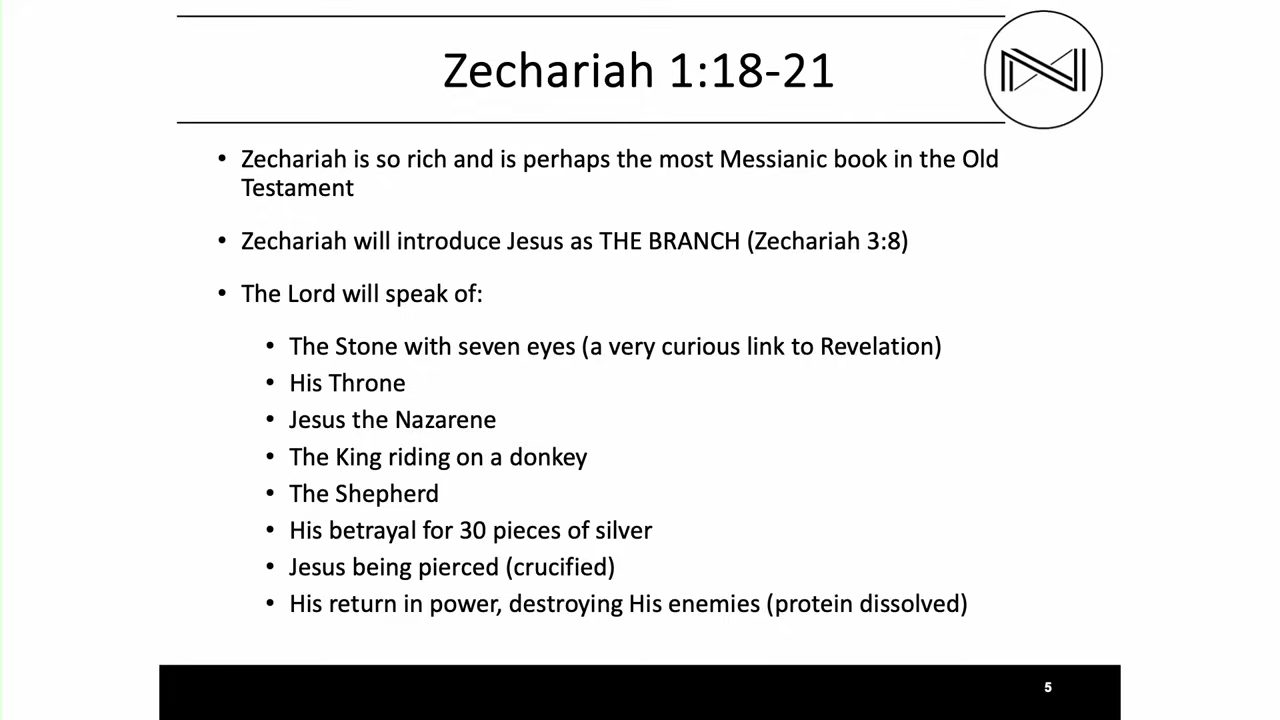 Zechariah 1:18-21
• Zechariah is so rich and is perhaps the most Messianic book in the Old
Testament
• Zechariah will introduce Jesus as THE BRANCH (Zechariah 3:8)
• The Lord will speak of:
• The Stone with seven eyes (a very curious link to Revelation)
• His Throne
• Jesus the Nazarene
• The King riding on a donkey
• The Shepherd
• His betrayal for 30 pieces of silver
• Jesus being pierced (crucified)
• His return in power, destroying His enemies (protein dissolved)
5